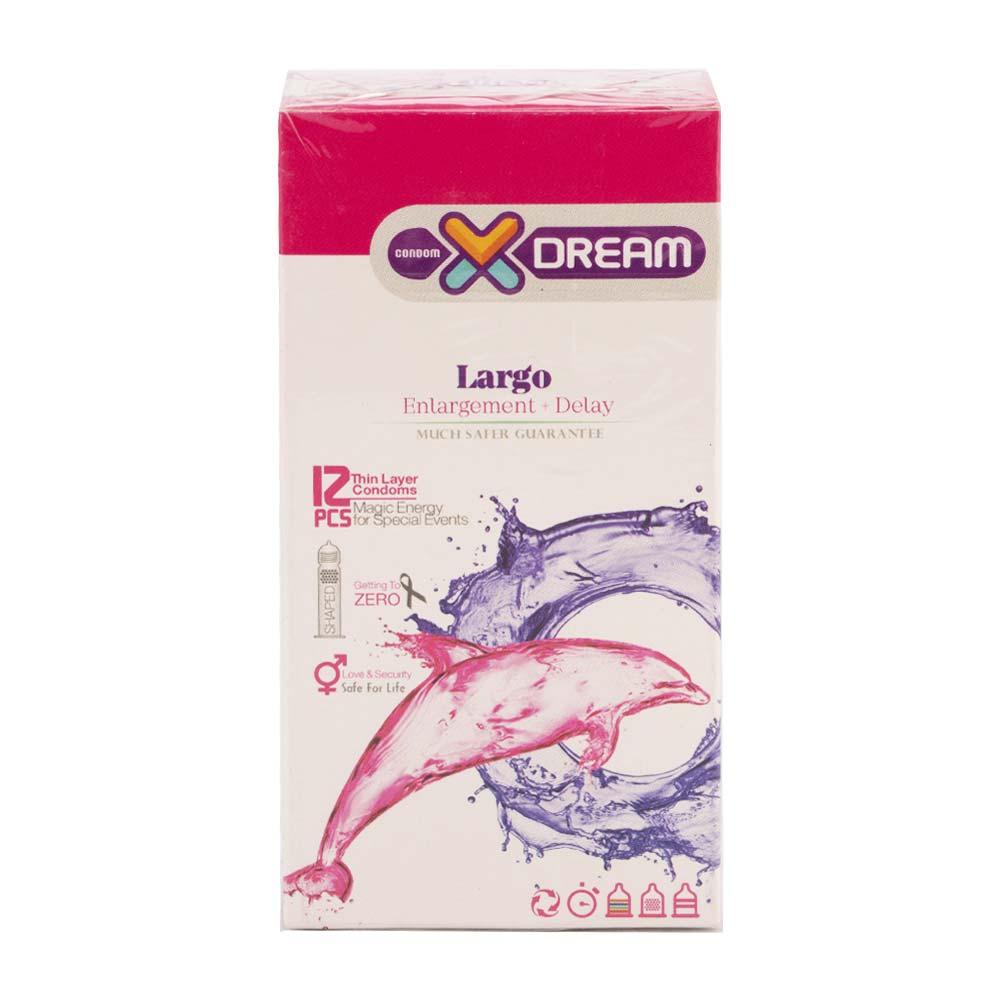 CONDOM X DREAM
Largo
Enlargement + Delay
MUCH SAFER GUARANTEE
12 PCS
Thin Layer
Condoms
Magic Energy
for Special Events
SHAPED
Getting To
ZERO
Love & Security
Safe For Life